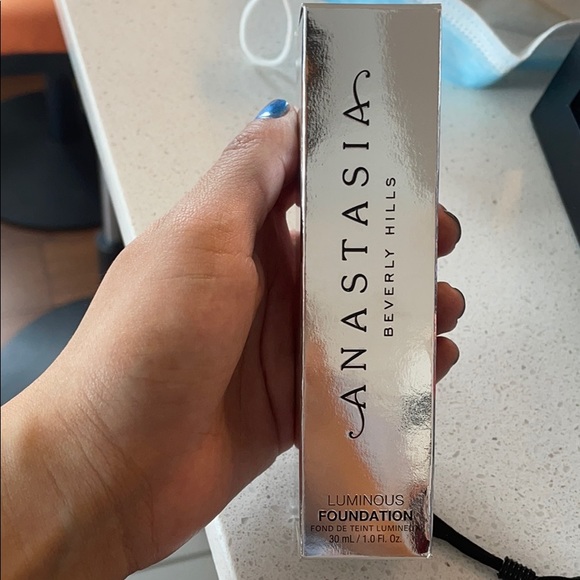 ANASTASIA
BEVERLY HILLS
LUMINOUS
FOUNDATION
FOND DE TEINT LUMINEUX
30 mL / 1.0 Fl. Oz.